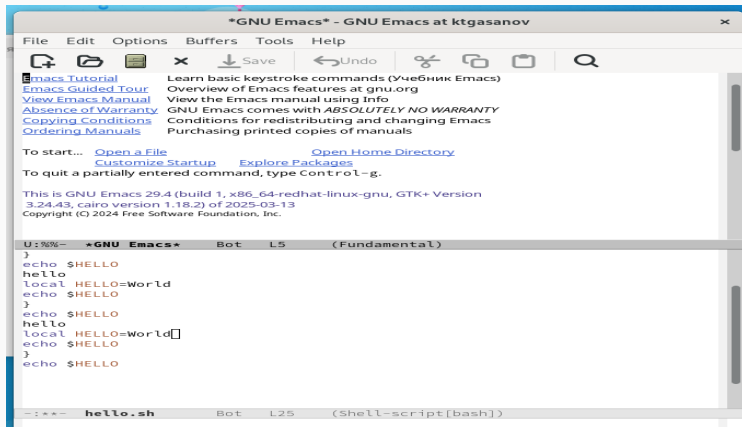 *GNU Emacs* - GNU Emacs at ktgasanov
File Edit Options Buffers Tools Help
Save Undo
Emacs Tutorial Learn basic keystroke commands (Учебник Emacs)
Emacs Guided Tour Overview of Emacs features at gnu.org
View Emacs Manual View the Emacs manual using Info
Absence of Warranty GNU Emacs comes with ABSOLUTELY NO WARRANTY
Copying Conditions Conditions for redistributing and changing Emacs
Ordering Manuals Purchasing printed copies of manuals
To start... Open a File Open Home Directory
Customize Startup Explore Packages
To quit a partially entered command, type Control-g.
This is GNU Emacs 29.4 (build 1, x86_64-redhat-linux-gnu, GTK+ Version
3.24.43, cairo version 1.18.2) of 2025-03-13
Copyright (C) 2024 Free Software Foundation, Inc.
U:%%- *GNU Emacs* Bot L5 (Fundamental)
}
echo $HELLO
hello
local HELLO=World
echo $HELLO
}
echo $HELLO
hello
local HELLO=World
echo $HELLO
}
echo $HELLO
-:**- hello.sh Bot L25 (Shell-script[bash])